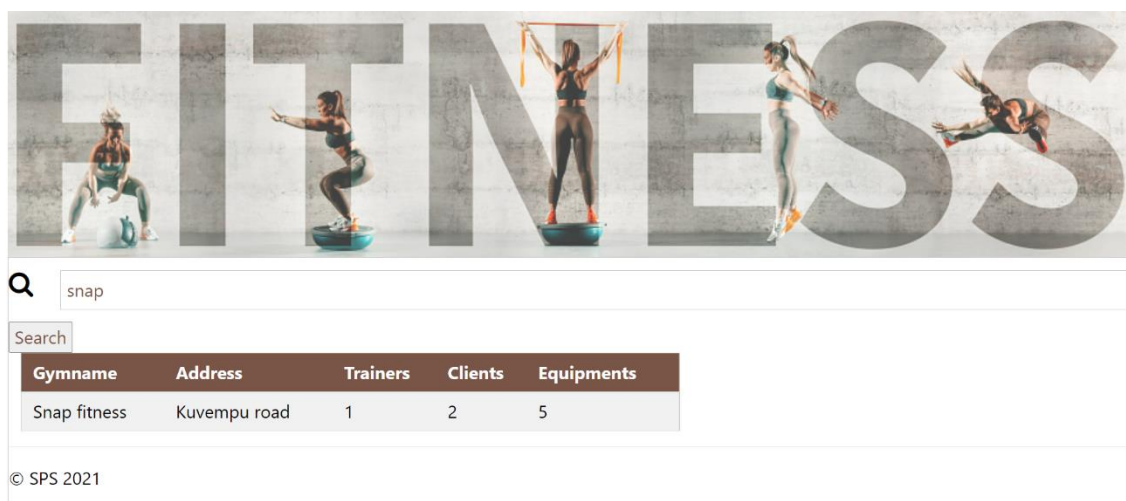 FITNESS
snap
Search
Gymname Address Trainers Clients Equipments
Snap fitness Kuvempu road 1 2 5
© SPS 2021